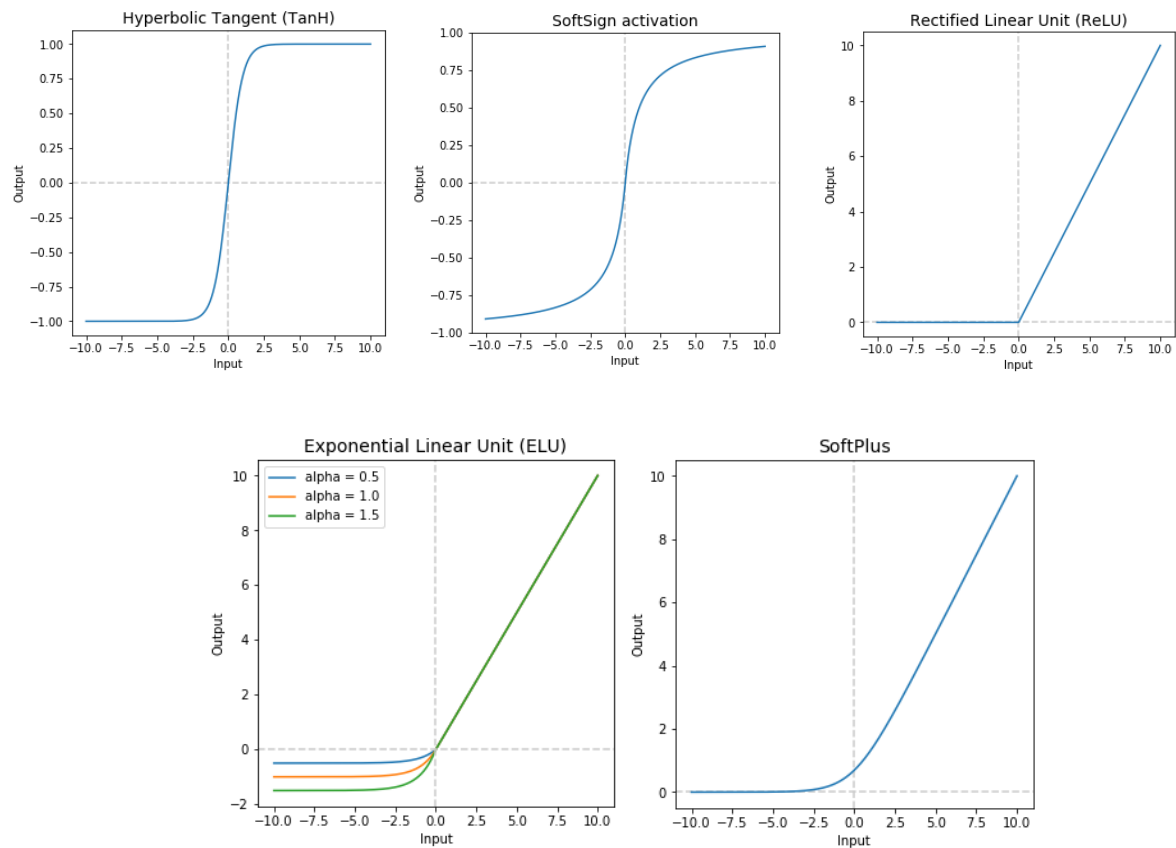 Hyperbolic Tangent (TanH)
1.00
0.75
0.50
0.25
0.00
−0.25
−0.50
−0.75
−1.00
Output
−10.0 −7.5 −5.0 −2.5 0.0 2.5 5.0 7.5 10.0
Input
SoftSign activation
1.00
0.75
0.50
0.25
0.00
−0.25
−0.50
−0.75
−1.00
Output
−10.0 −7.5 −5.0 −2.5 0.0 2.5 5.0 7.5 10.0
Input
Rectified Linear Unit (ReLU)
10
8
6
4
2
0
Output
−10.0 −7.5 −5.0 −2.5 0.0 2.5 5.0 7.5 10.0
Input
Exponential Linear Unit (ELU)
alpha = 0.5
alpha = 1.0
alpha = 1.5
10
8
6
4
2
0
−2
Output
−10.0 −7.5 −5.0 −2.5 0.0 2.5 5.0 7.5 10.0
Input
SoftPlus
10
8
6
4
2
0
Output
−10.0 −7.5 −5.0 −2.5 0.0 2.5 5.0 7.5 10.0
Input